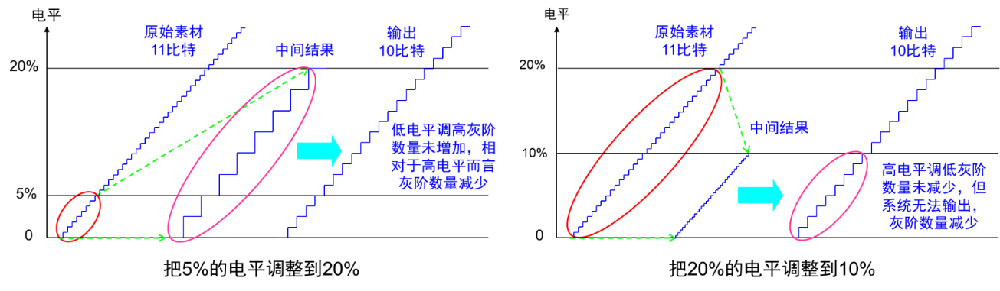 电平
原始素材
11比特
中间结果
输出
10比特
20%
5%
0
低电平调高灰阶
数量未增加，相
对于高电平而言
灰阶数量减少
把5%的电平调整到20%
电平
原始素材
11比特
输出
10比特
20%
中间结果
10%
0
高电平调低灰阶
数量未减少，但
系统无法输出，
灰阶数量减少
把20%的电平调整到10%